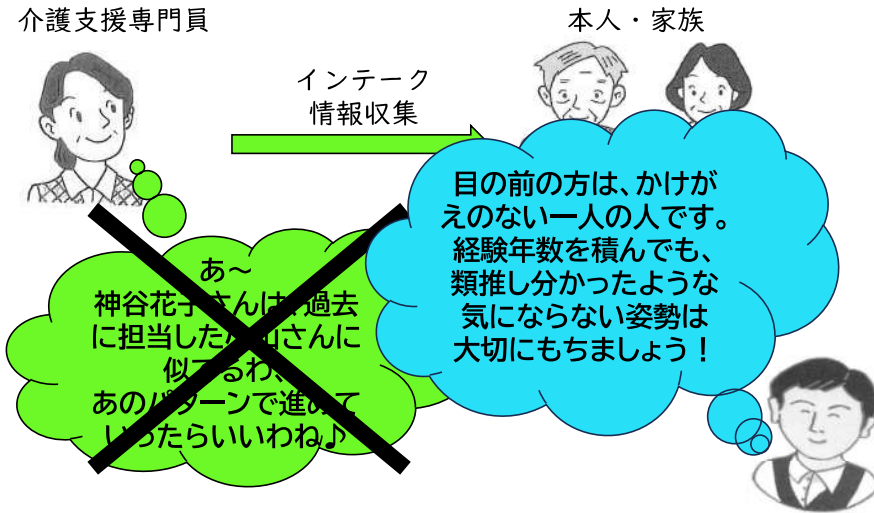 介護支援専門員
本人・家族
インテーク
情報収集
目の前の方は、かけが
えのない一人の人です。
経験年数を積んでも、
類推し分かったような
気にならない姿勢は
大切にもちましょう！
あ～
神谷花子さんは、過去
に担当した山さんに
似てるわ、
あのパターンで進めて
いったらいいわね♪